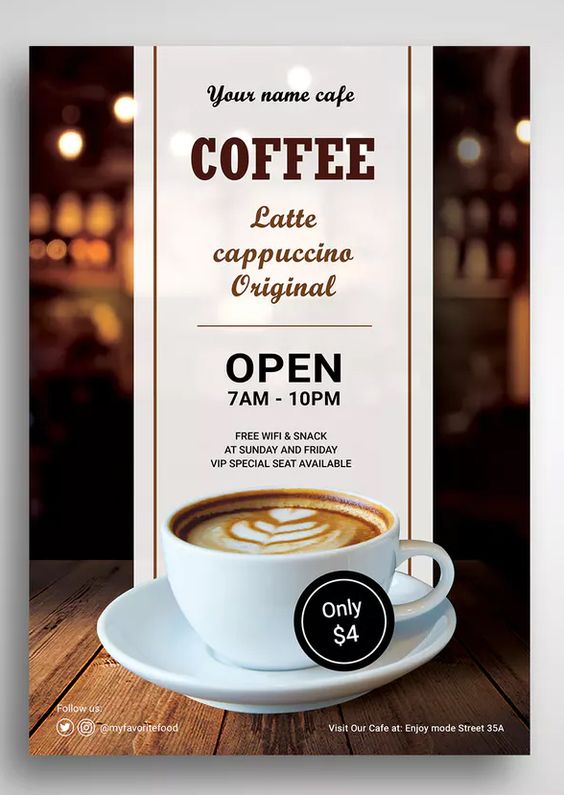 Your name cafe
COFFEE
Latte
cappuccino
Original
OPEN
7AM - 10PM
FREE WIFI & SNACK
AT SUNDAY AND FRIDAY
VIP SPECIAL SEAT AVAILABLE
Only
$4
Follow us:
@myfavoritefood
Visit Our Cafe at: Enjoy mode Street 35A